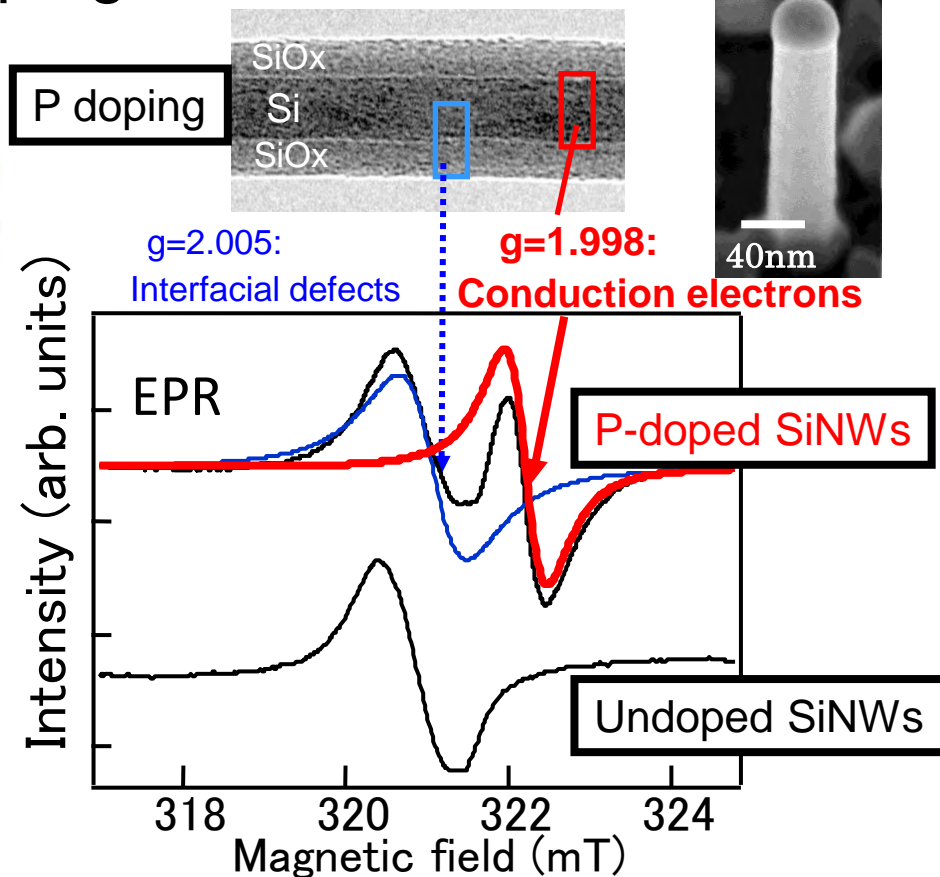 SiOx
P doping
Si
SiOx
40nm
g=2.005:
Interfacial defects
g=1.998:
Conduction electrons
EPR
P-doped SiNWs
Undoped SiNWs
Intensity (arb. units)
318 320 322 324
Magnetic field (mT)